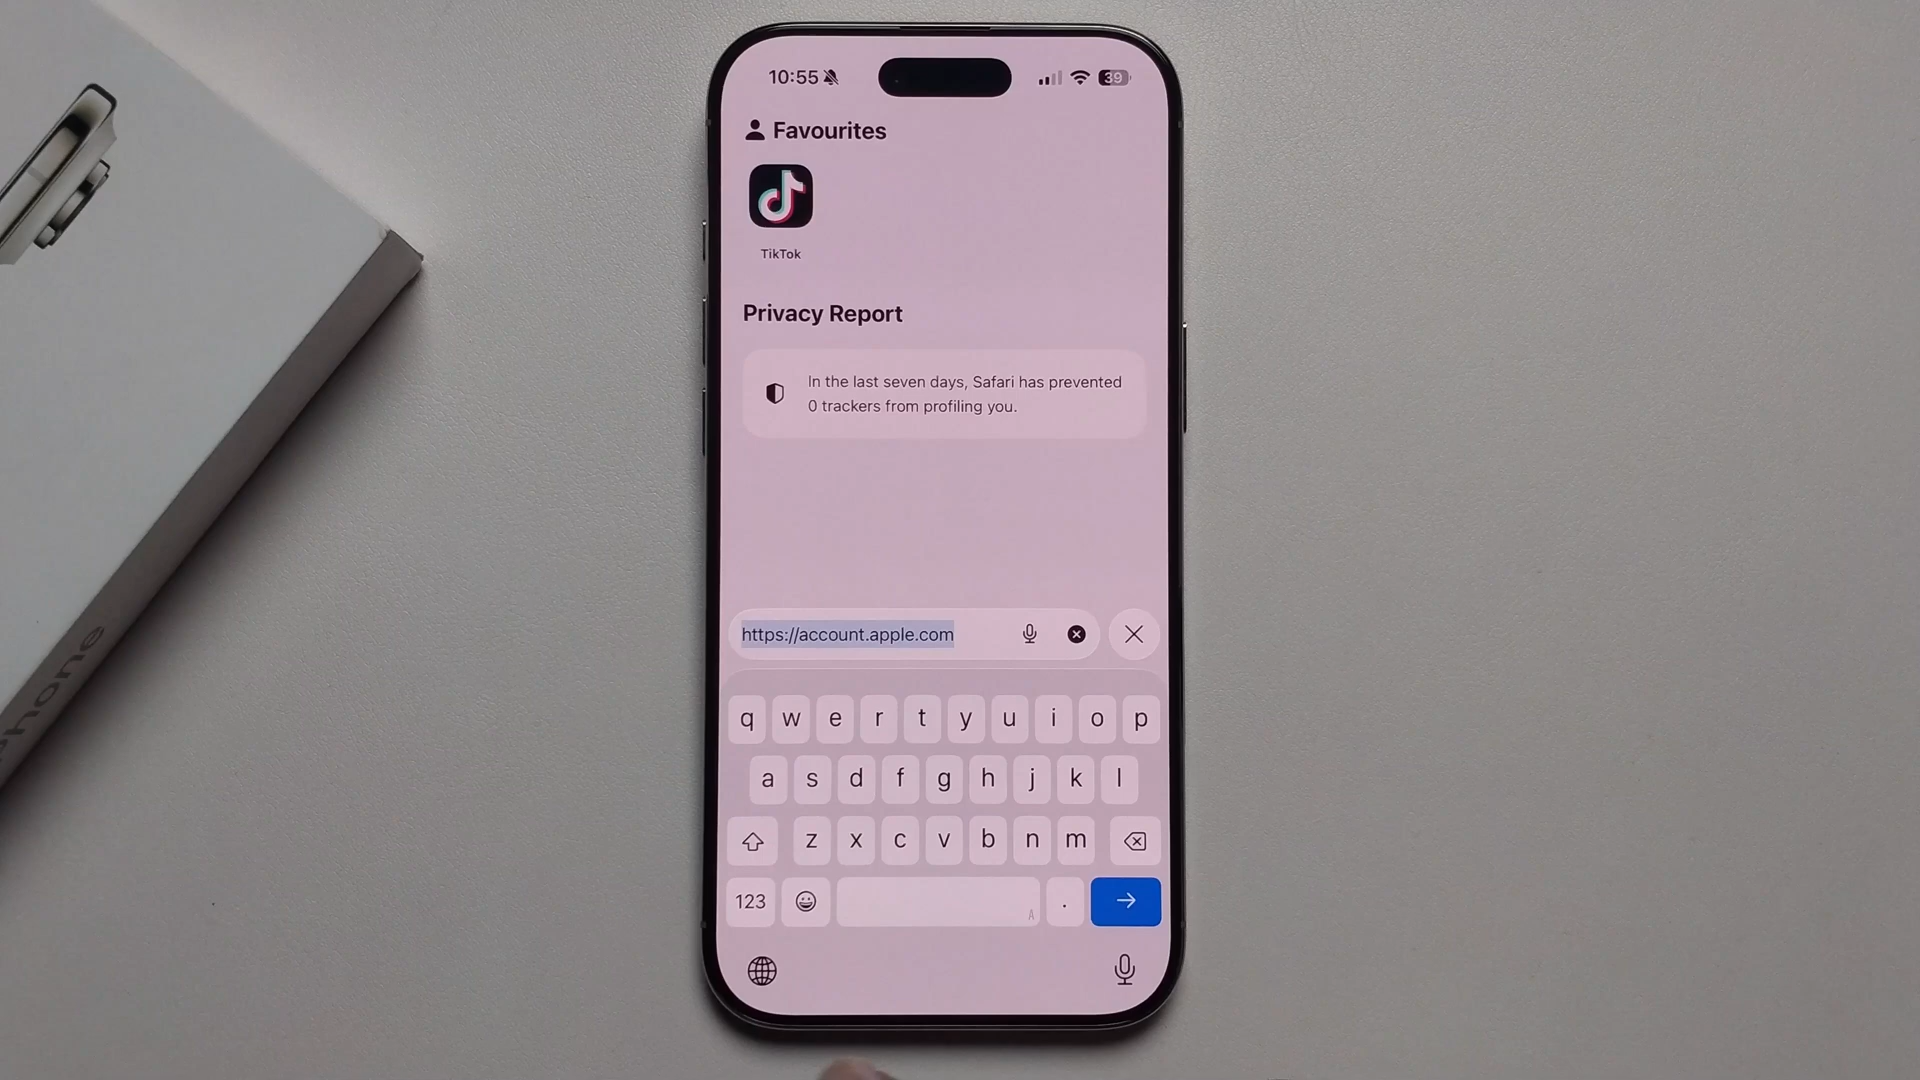 10:55
39
Favourites
TikTok
Privacy Report
In the last seven days, Safari has prevented
0 trackers from profiling you.
https://account.apple.com
q w e r t y u i o p
a s d f g h j k l
z x c v b n m
123 . A
hone